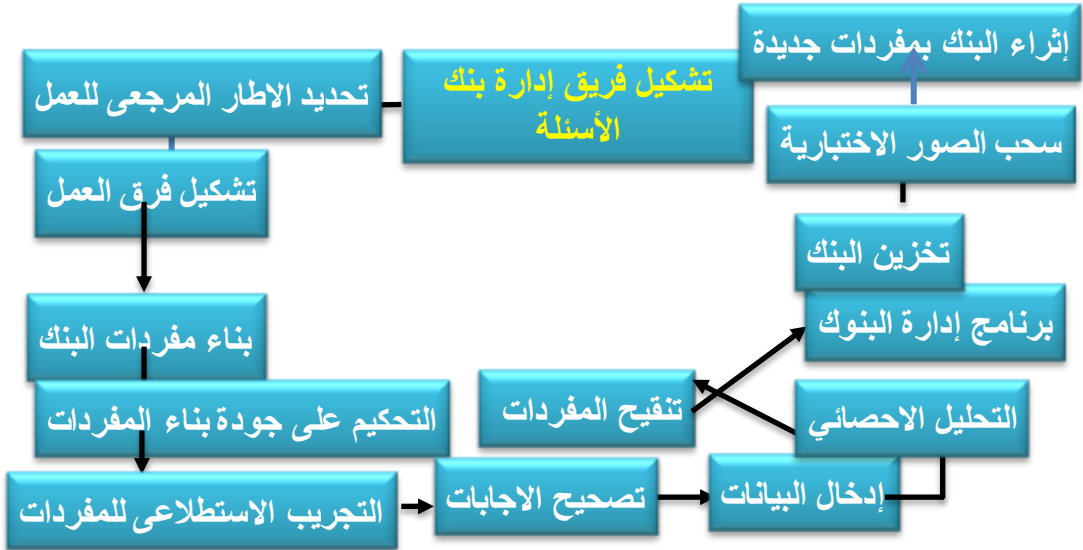 تشكيل فريق إدارة بنك
الأسئلة
تحديد الاطار المرجعى للعمل
تشكيل فرق العمل
بناء مفردات البنك
التحكيم على جودة بناء المفردات
التجريب الاستطلاعى للمفردات
تصحيح الاجابات
إدخال البيانات
التحليل الاحصائي
تنقيح المفردات
برنامج إدارة البنوك
تخزين البنك
سحب الصور الاختبارية
إثراء البنك بمفردات جديدة